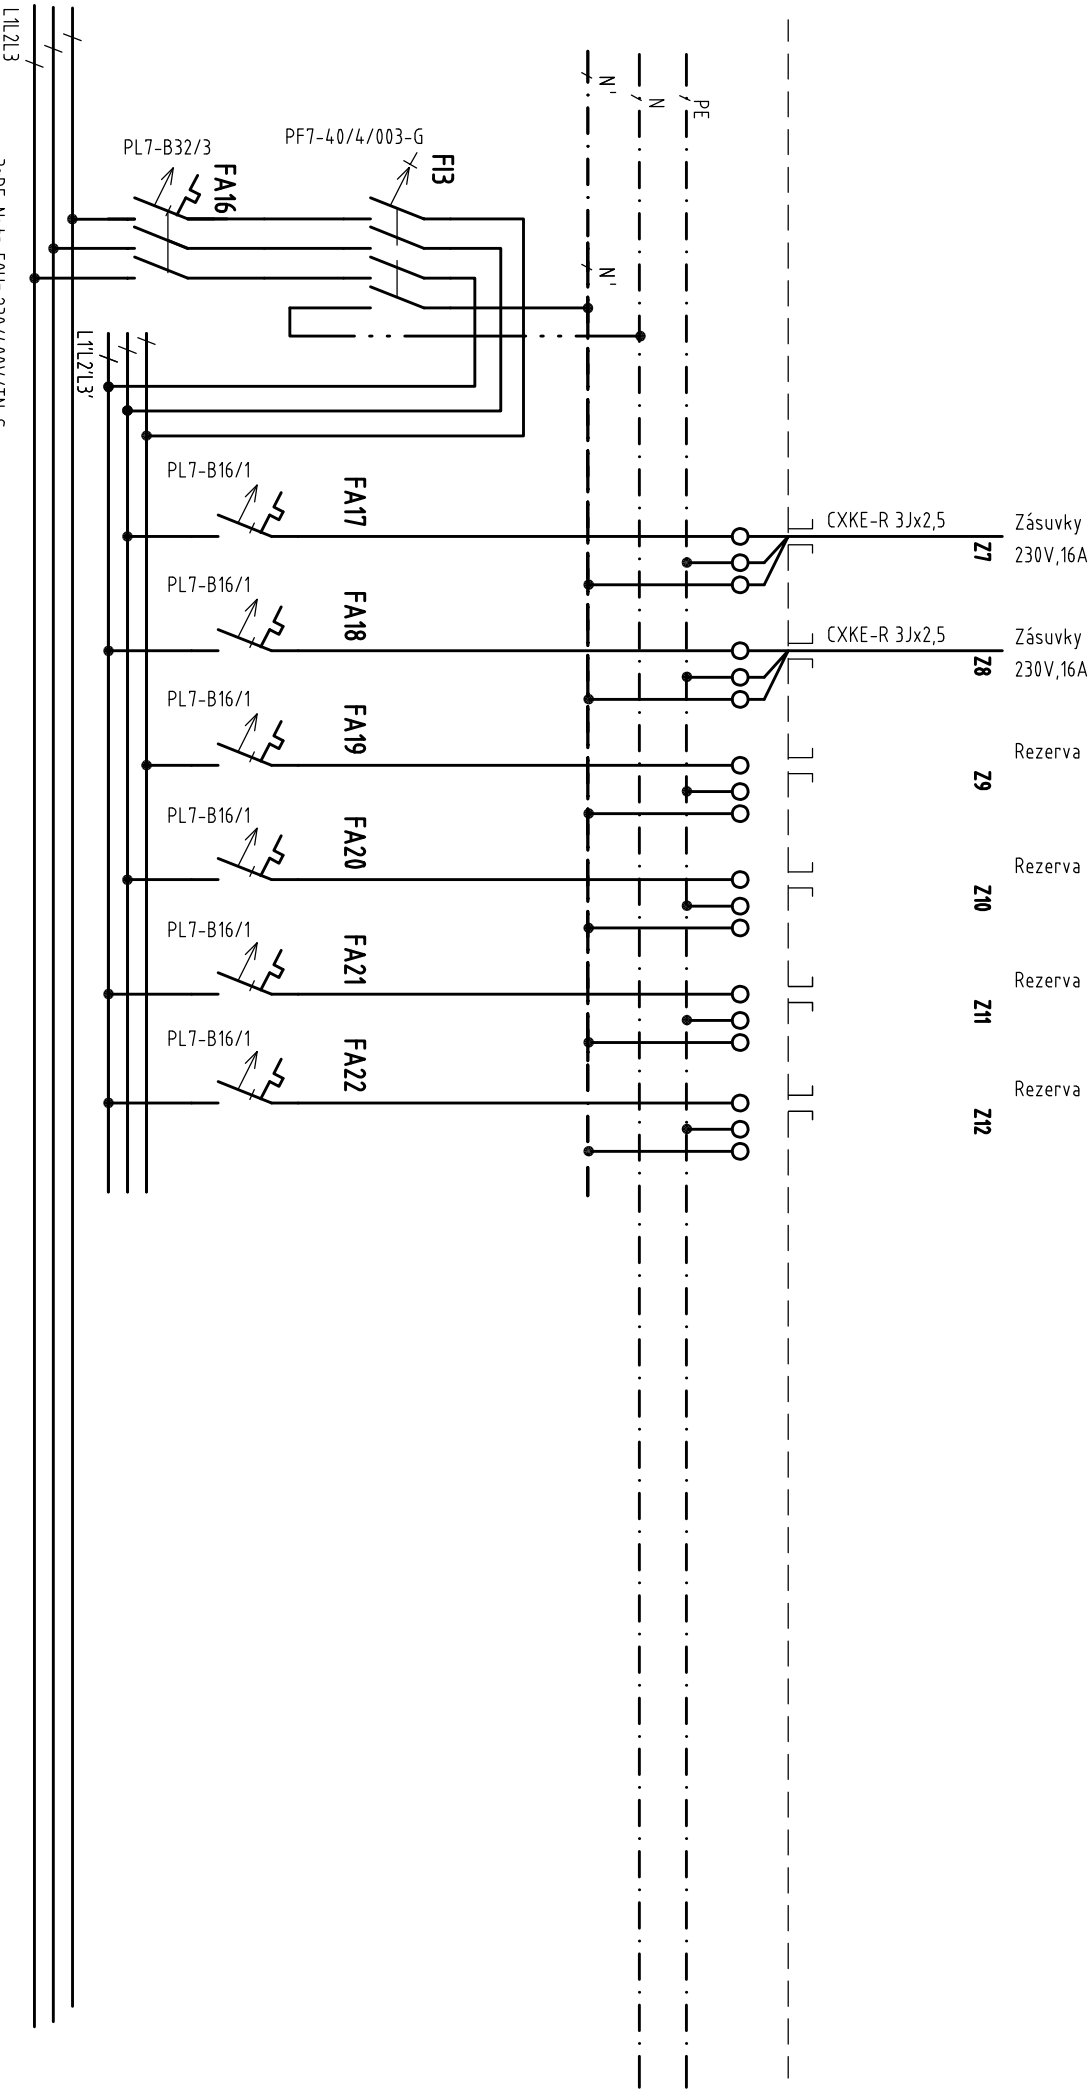 L1L2L3
N'
N
PE
PF7-40/4/003-G
PL7-B32/3
FI3
FA16
N'
L1'L2'L3'
PL7-B16/1
FA17
CXKE-R 3Jx2,5
Z7
Zásuvky
230V,16A
PL7-B16/1
FA18
CXKE-R 3Jx2,5
Z8
Zásuvky
230V,16A
PL7-B16/1
FA19
Z9
Rezerva
PL7-B16/1
FA20
Z10
Rezerva
PL7-B16/1
FA21
Z11
Rezerva
PL7-B16/1
FA22
Z12
Rezerva